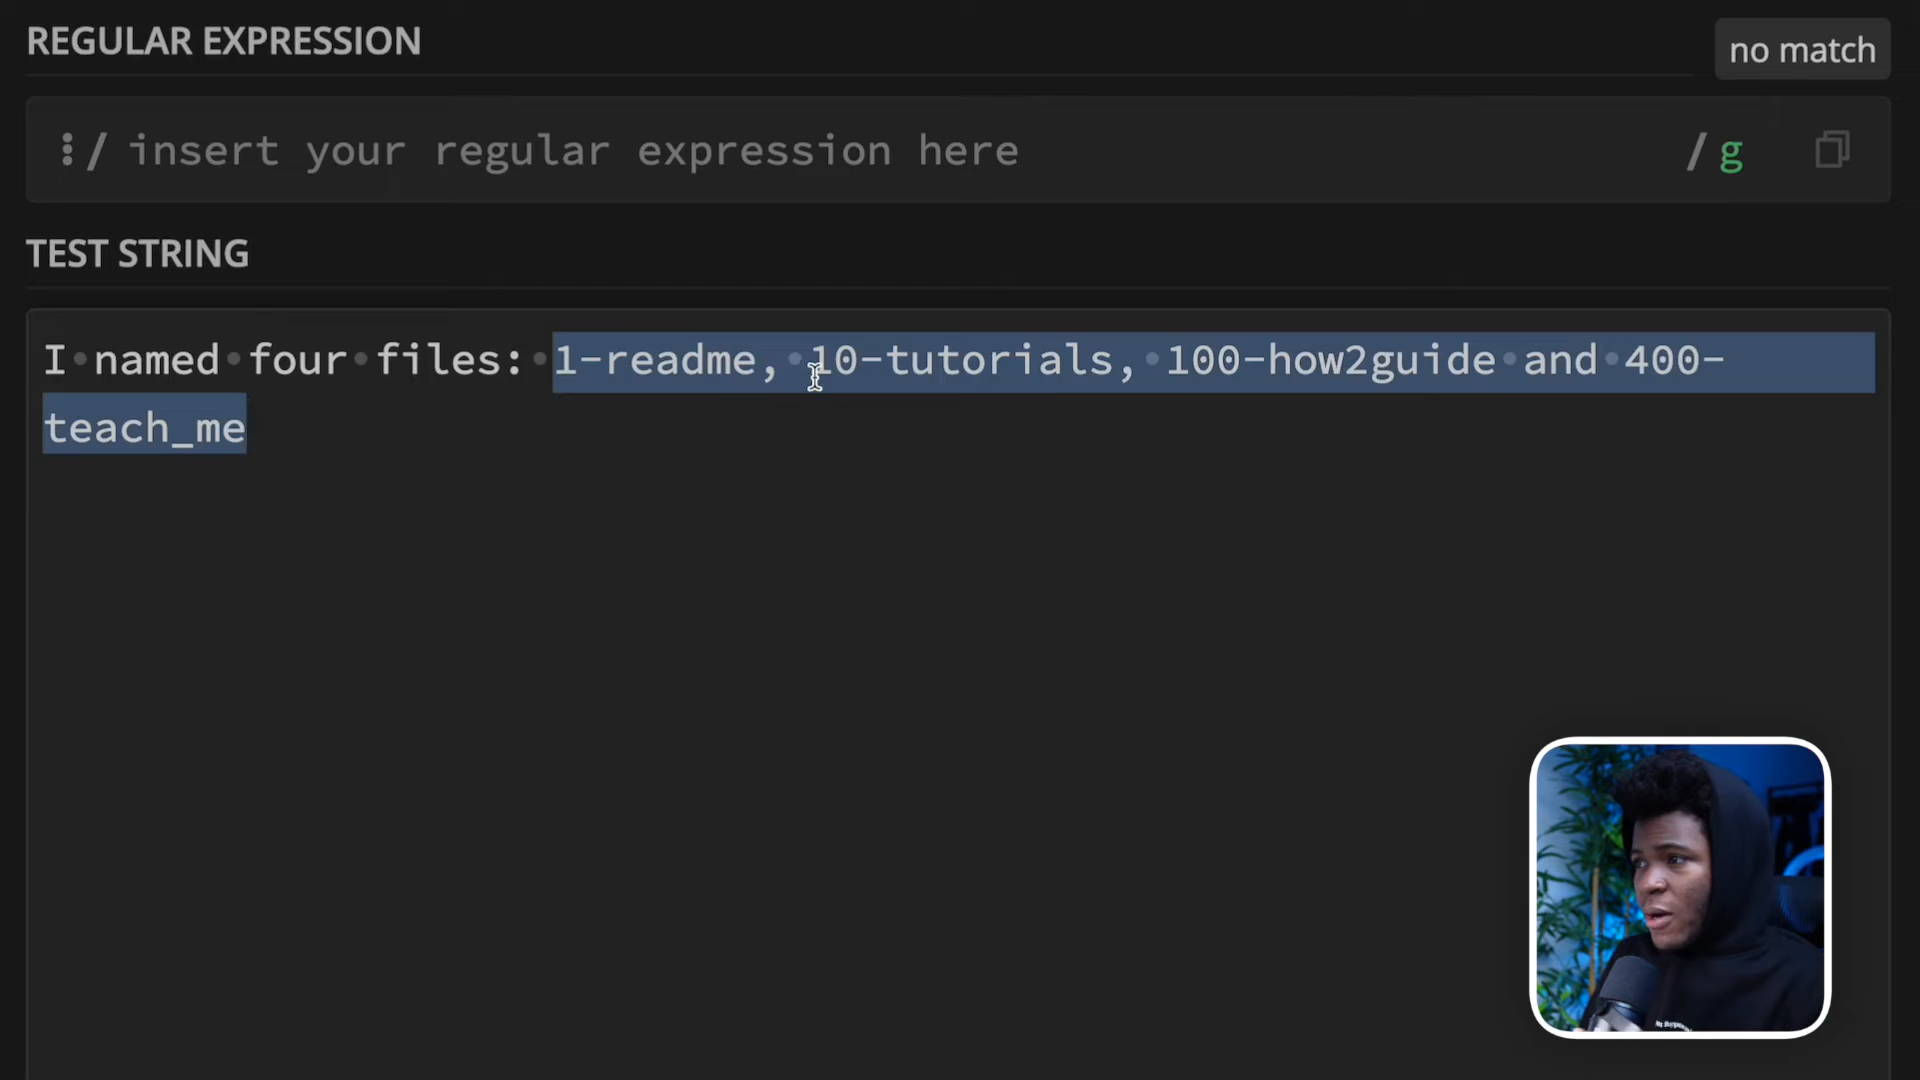 REGULAR EXPRESSION
no match
/ insert your regular expression here / g
TEST STRING
I named four files: 1-readme, 10-tutorials, 100-how2guide and 400-
teach_me